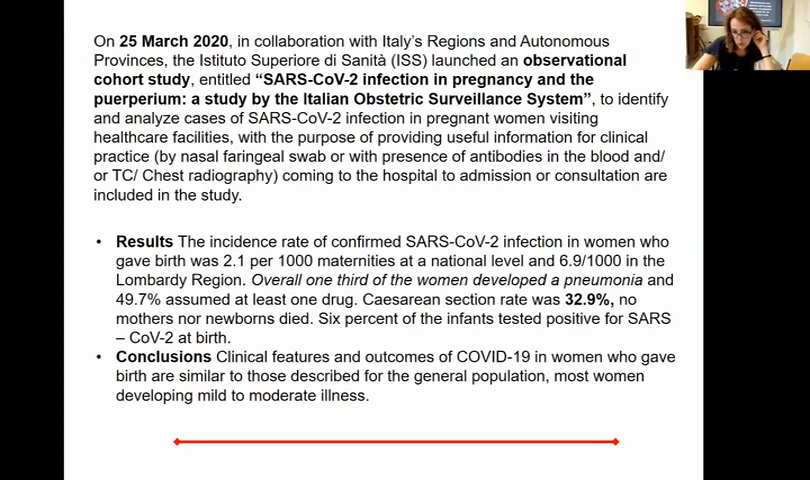 On 25 March 2020, in collaboration with Italy's Regions and Autonomous
Provinces, the Istituto Superiore di Sanità (ISS) launched an observational
cohort study, entitled “SARS-CoV-2 infection in pregnancy and the
puerperium: a study by the Italian Obstetric Surveillance System”, to identify
and analyze cases of SARS-CoV-2 infection in pregnant women visiting
healthcare facilities, with the purpose of providing useful information for clinical
practice (by nasal faringeal swab or with presence of antibodies in the blood and/
or TC/ Chest radiography) coming to the hospital to admission or consultation are
included in the study.
• Results The incidence rate of confirmed SARS-CoV-2 infection in women who
gave birth was 2.1 per 1000 maternities at a national level and 6.9/1000 in the
Lombardy Region. Overall one third of the women developed a pneumonia and
49.7% assumed at least one drug. Caesarean section rate was 32.9%, no
mothers nor newborns died. Six percent of the infants tested positive for SARS
– CoV-2 at birth.
• Conclusions Clinical features and outcomes of COVID-19 in women who gave
birth are similar to those described for the general population, most women
developing mild to moderate illness.